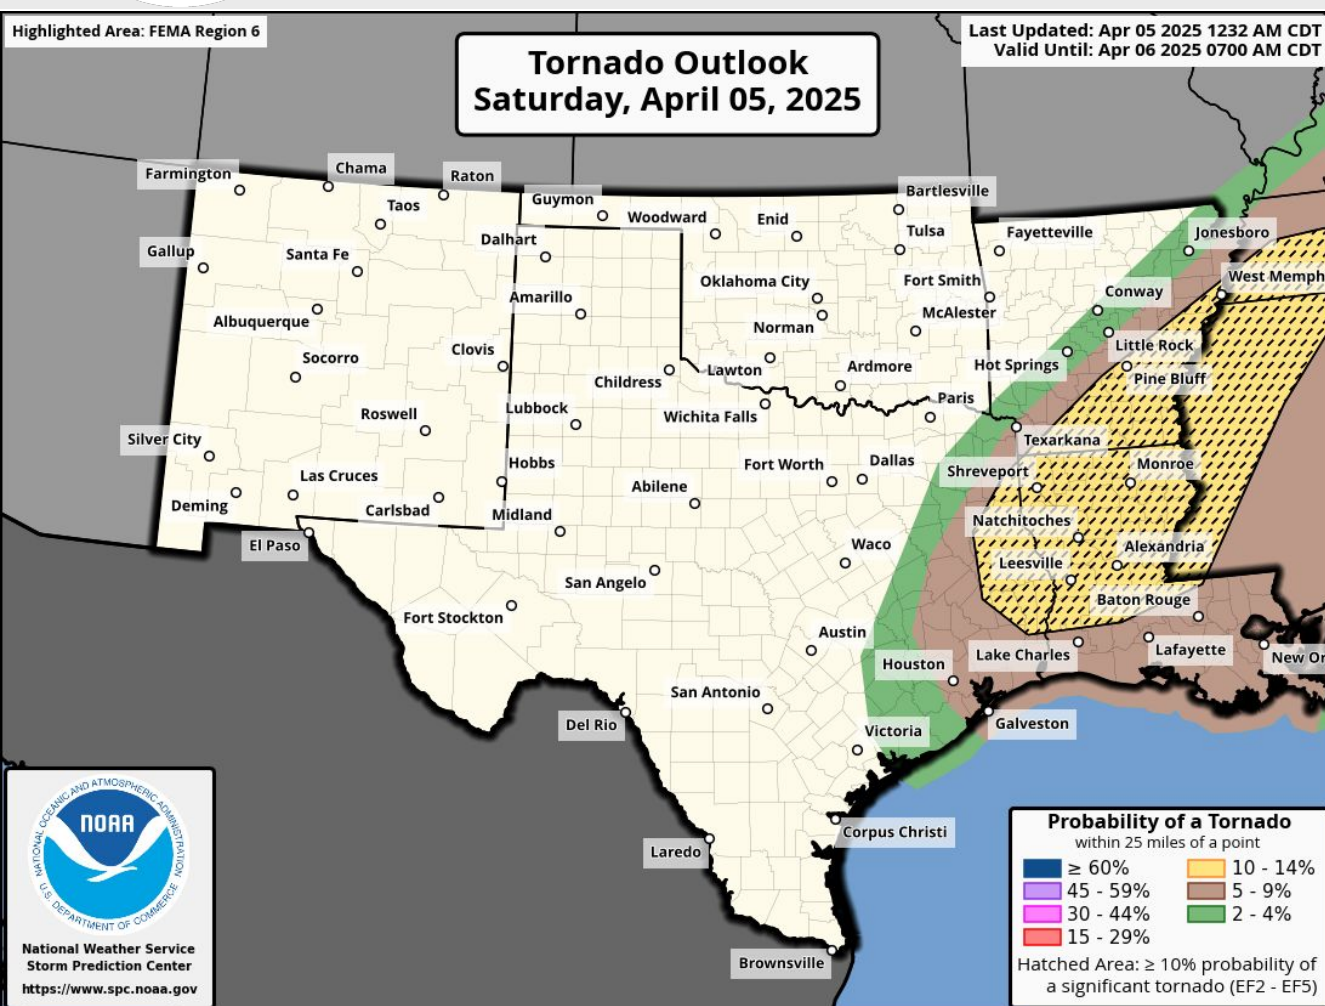 Highlighted Area: FEMA Region 6
Last Updated: Apr 05 2025 1232 AM CDT
Valid Until: Apr 06 2025 0700 AM CDT
Tornado Outlook
Saturday, April 05, 2025
Farmington
Chama
Raton
Taos
Guymon
Woodward
Enid
Bartlesville
Tulsa
Fayetteville
Jonesboro
Gallup
Santa Fe
Dalhart
Oklahoma City
Fort Smith
West Memph
Amarillo
Conway
Albuquerque
Norman
McAlester
Socorro
Clovis
Lawton
Ardmore
Hot Springs
Little Rock
Childress
Pine Bluff
Roswell
Lubbock
Wichita Falls
Paris
Silver City
Texarkana
Las Cruces
Hobbs
Fort Worth
Dallas
Shreveport
Monroe
Deming
Carlsbad
Midland
Abilene
Natchitoches
El Paso
Waco
Alexandria
San Angelo
Leesville
Fort Stockton
Baton Rouge
Austin
Houston
Lake Charles
Lafayette
New Or
San Antonio
Del Rio
Victoria
Galveston
Corpus Christi
Laredo
Brownsville
NATIONAL OCEANIC AND ATMOSPHERIC ADMINISTRATION
NOAA
U.S. DEPARTMENT OF COMMERCE
National Weather Service
Storm Prediction Center
https://www.spc.noaa.gov
Probability of a Tornado
within 25 miles of a point
≥ 60%
45 - 59%
30 - 44%
15 - 29%
10 - 14%
5 - 9%
2 - 4%
Hatched Area: ≥ 10% probability of
a significant tornado (EF2 - EF5)